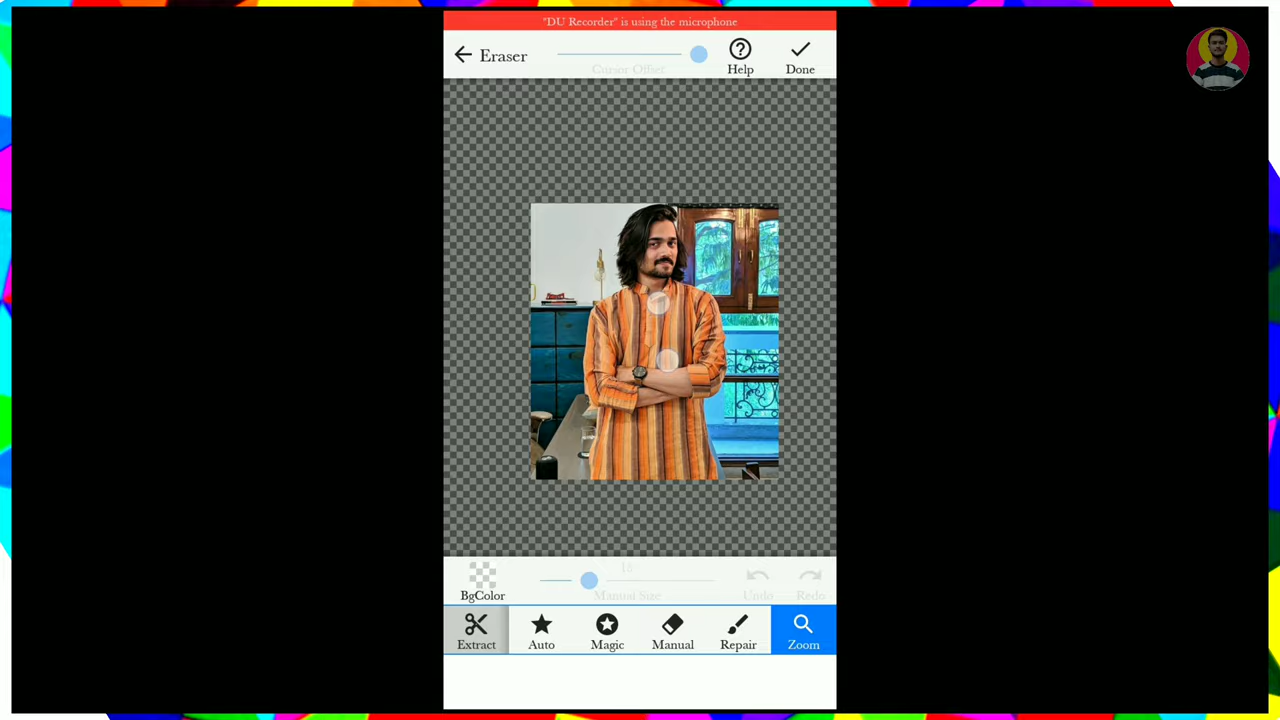 "DU Recorder" is using the microphone
Eraser
Cursor Offset
Help
Done
BgColor
Manual Size
Undo
Redo
Extract
Auto
Magic
Manual
Repair
Zoom